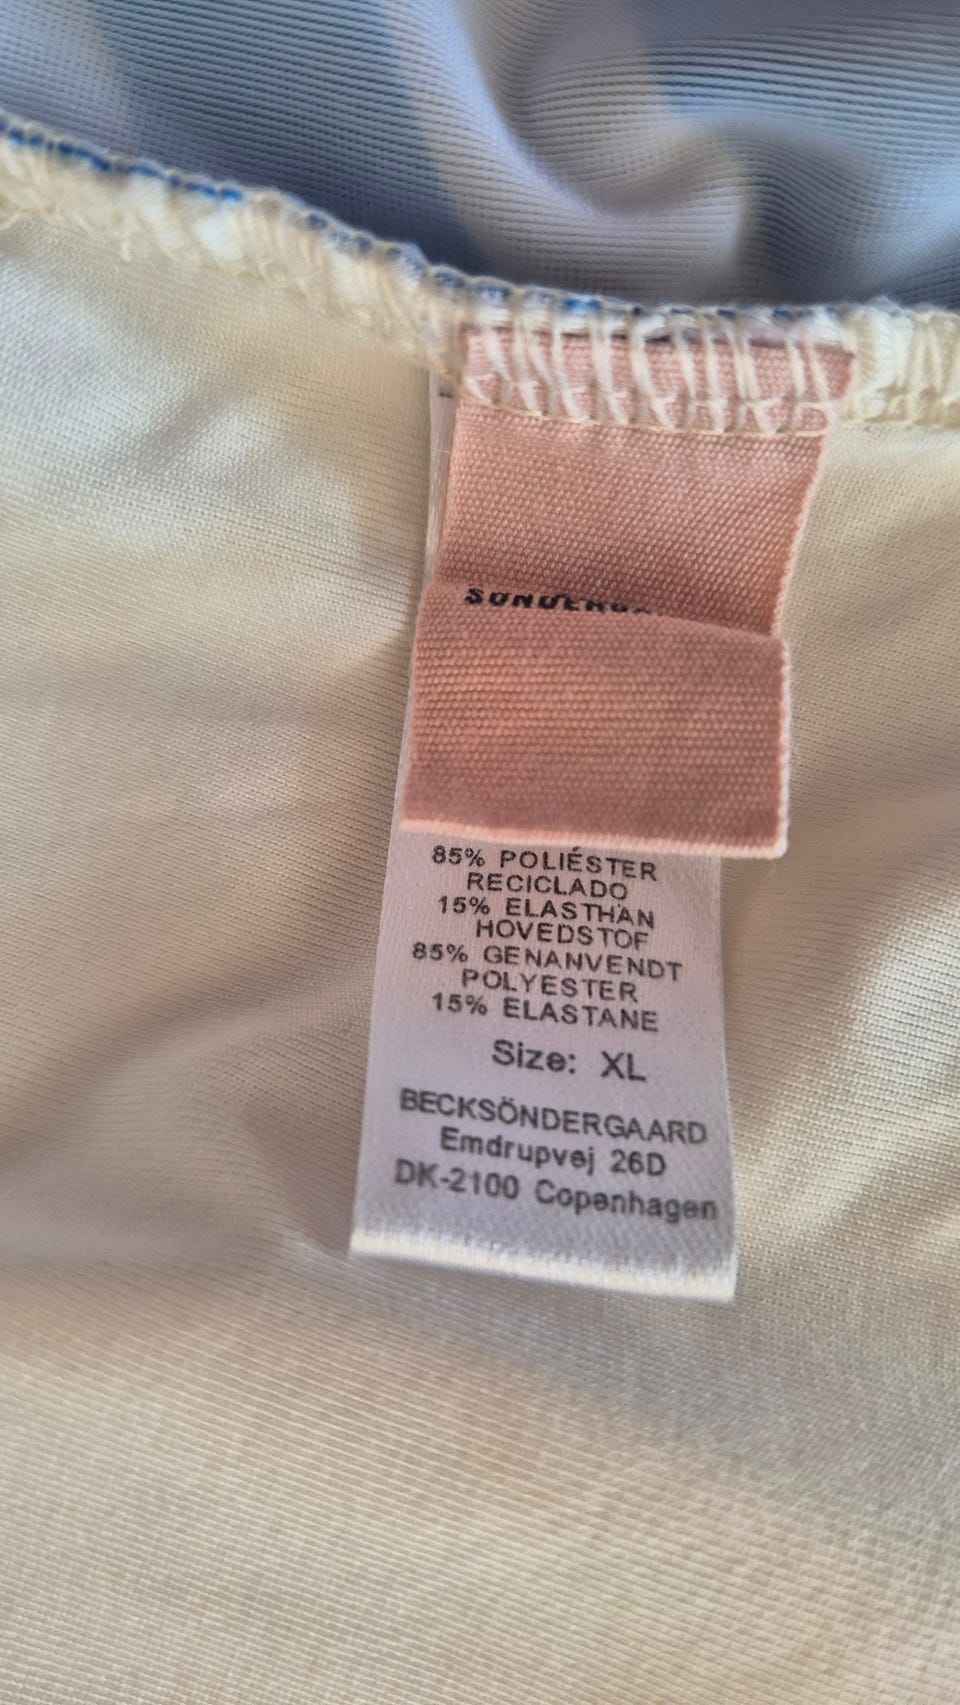 85% POLIÉSTER
RECICLADO
15% ELASTHAN
HOVEDSTOF
85% GENANVENDT
POLYESTER
15% ELASTANE
Size: XL
BECKSÖNDERGAARD
Emdrupvej 26D
DK-2100 Copenhagen